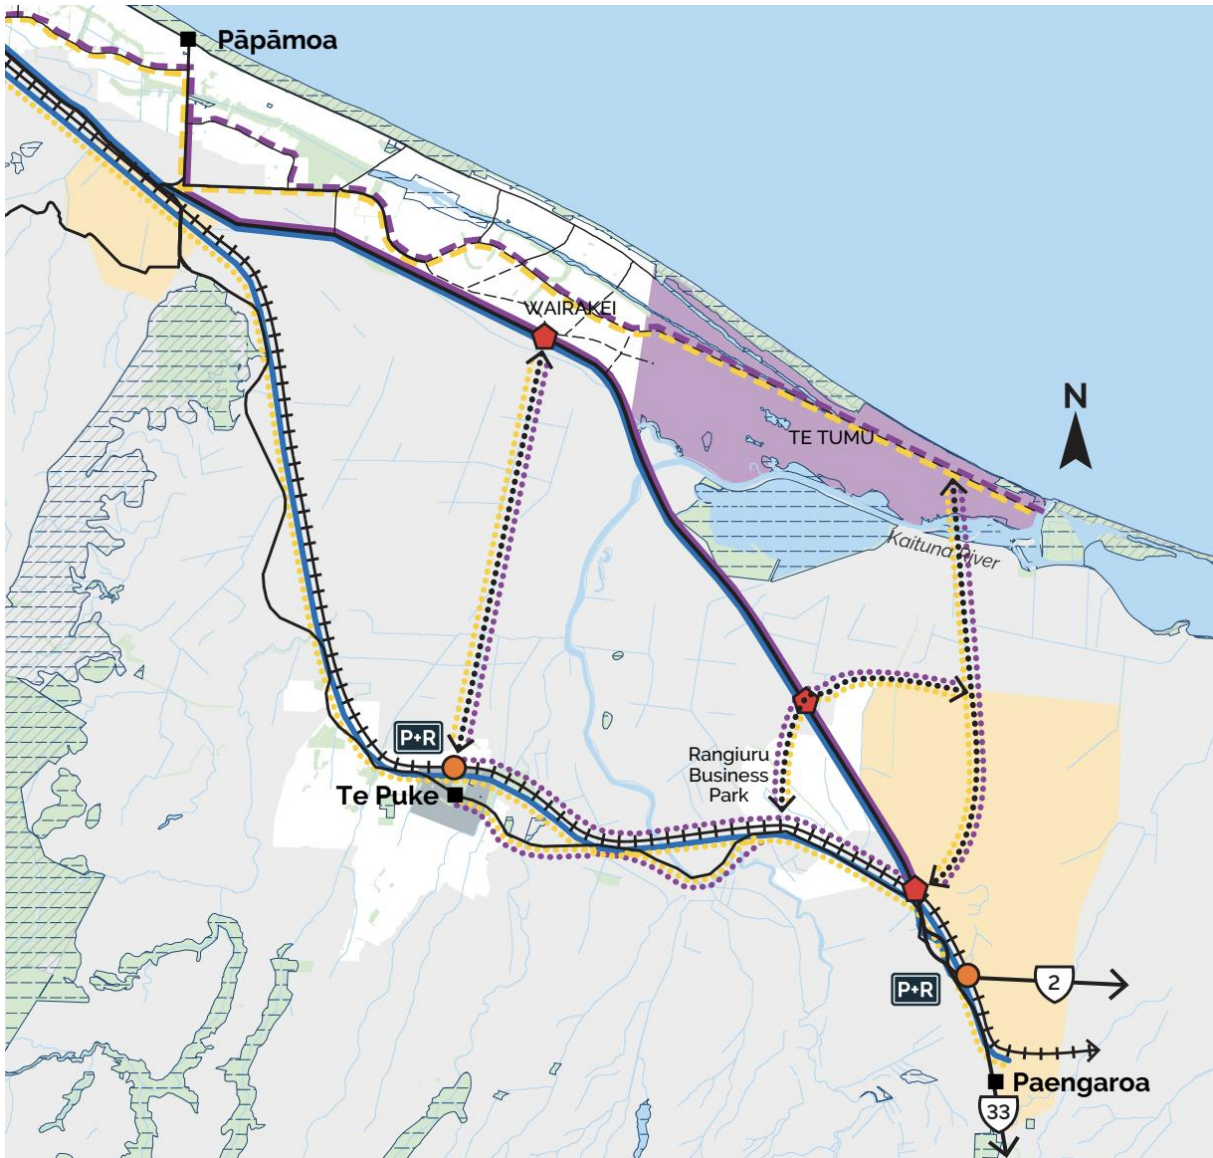 Pāpāmoa
WAIRAKEI
N
TE TUMU
Kaituna River
P+R
Rangiuru
Business
Park
Te Puke
P+R
2
Paengaroa
33